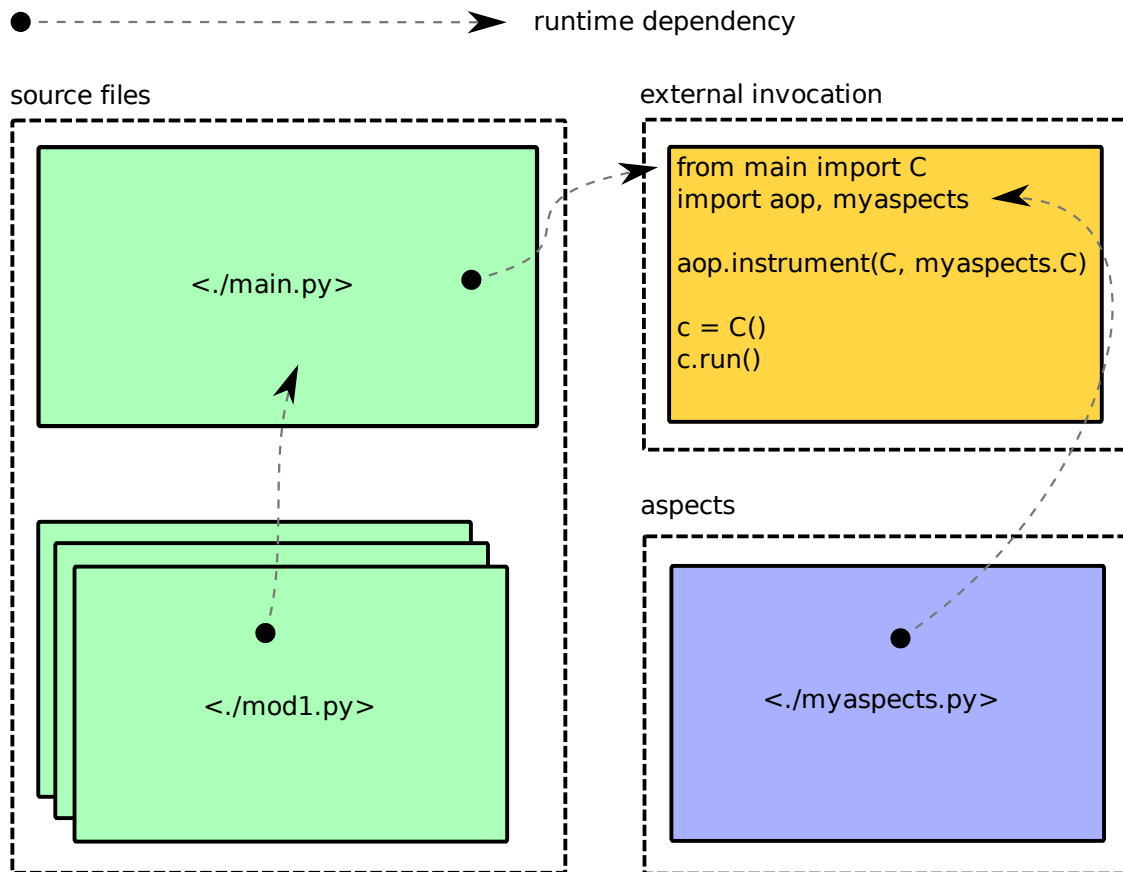 runtime dependency
source files
external invocation
<./main.py>
from main import C
import aop, myaspects
aop.instrument(C, myaspects.C)
c = C()
c.run()
aspects
<./mod1.py>
<./myaspects.py>